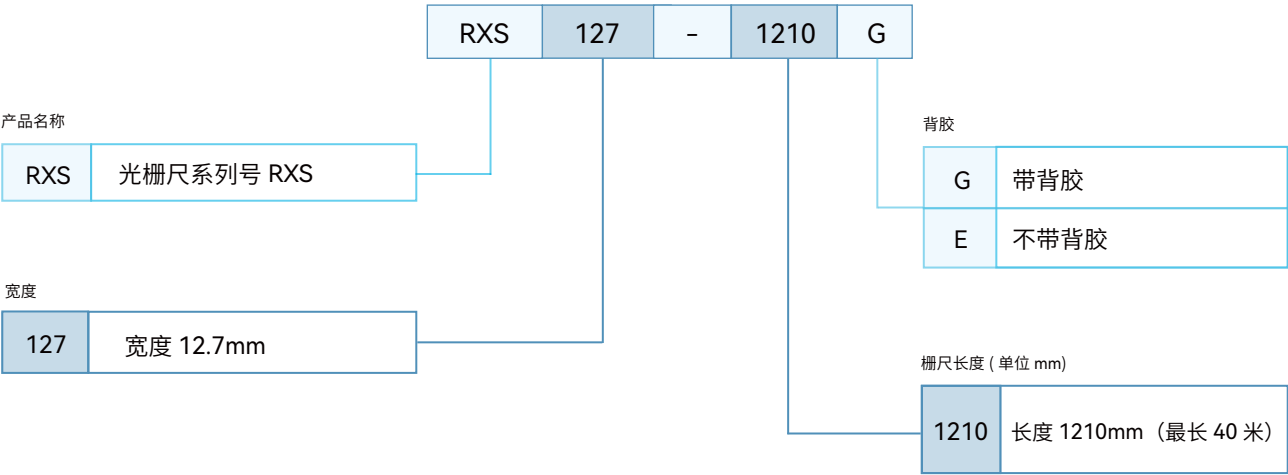 RXS 127 - 1210 G
产品名称
RXS 光栅尺系列号 RXS
宽度
127 宽度 12.7mm
背胶
G 带背胶
E 不带背胶
栅尺长度 ( 单位 mm)
1210 长度 1210mm（最长 40 米）